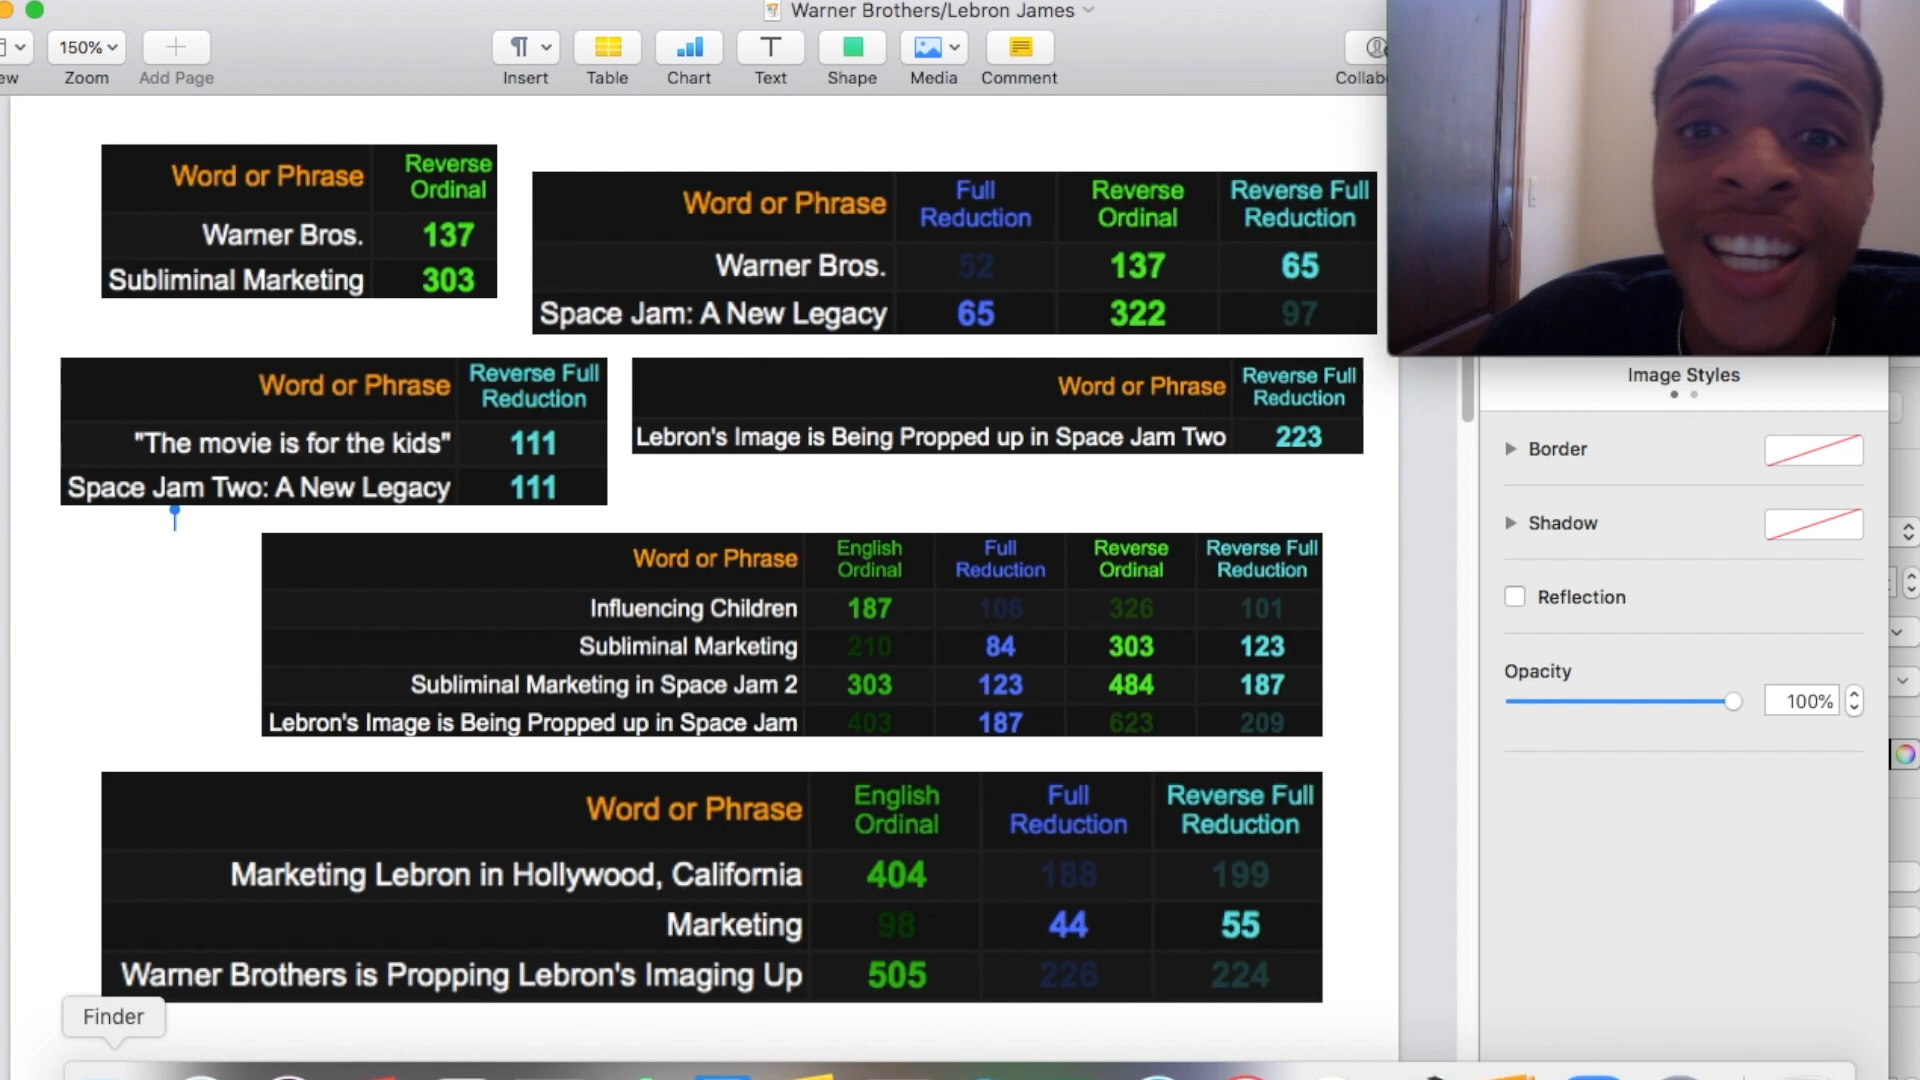 Warner Brothers/Lebron James
150%
Zoom
Add Page
Insert
Table
Chart
Text
Shape
Media
Comment
Word or Phrase Reverse Ordinal
Warner Bros. 137
Subliminal Marketing 303
Word or Phrase Full Reduction Reverse Ordinal Reverse Full Reduction
Warner Bros. 52 137 65
Space Jam: A New Legacy 65 322 97
Word or Phrase Reverse Full Reduction
"The movie is for the kids" 111
Space Jam Two: A New Legacy 111
Word or Phrase Reverse Full Reduction
Lebron's Image is Being Propped up in Space Jam Two 223
Word or Phrase English Ordinal Full Reduction Reverse Ordinal Reverse Full Reduction
Influencing Children 187 106 326 101
Subliminal Marketing 210 84 303 123
Subliminal Marketing in Space Jam 2 303 123 484 187
Lebron's Image is Being Propped up in Space Jam 403 187 623 209
Word or Phrase English Ordinal Full Reduction Reverse Full Reduction
Marketing Lebron in Hollywood, California 404 188 199
Marketing 98 44 55
Warner Brothers is Propping Lebron's Imaging Up 505 226 224
Finder
Image Styles
Border
Shadow
Reflection
Opacity
100%